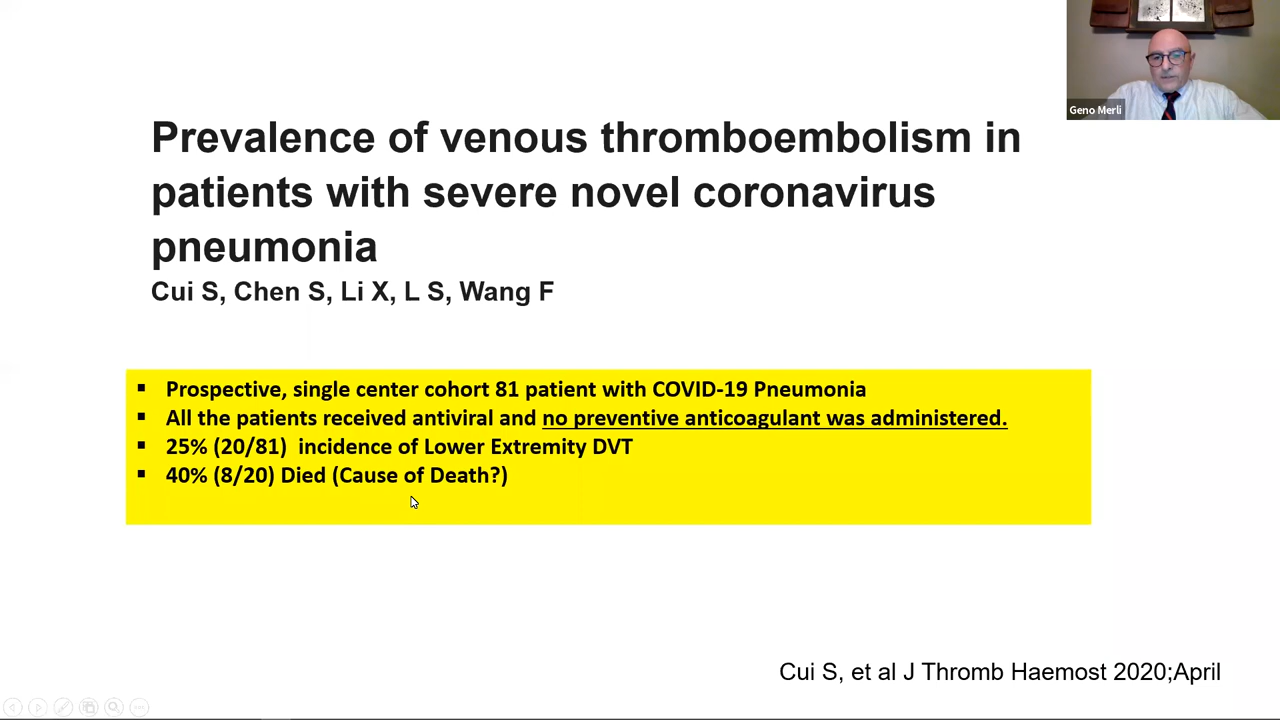 Geno Merli
Prevalence of venous thromboembolism in
patients with severe novel coronavirus
pneumonia
Cui S, Chen S, Li X, L S, Wang F
▪ Prospective, single center cohort 81 patient with COVID-19 Pneumonia
▪ All the patients received antiviral and no preventive anticoagulant was administered.
▪ 25% (20/81) incidence of Lower Extremity DVT
▪ 40% (8/20) Died (Cause of Death?)
Cui S, et al J Thromb Haemost 2020;April